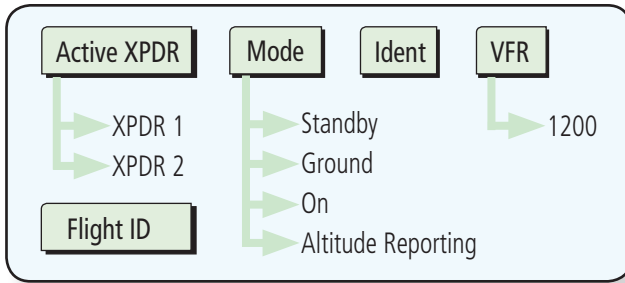 Active XPDR
XPDR 1
XPDR 2
Flight ID
Mode
Standby
Ground
On
Altitude Reporting
Ident
VFR
1200